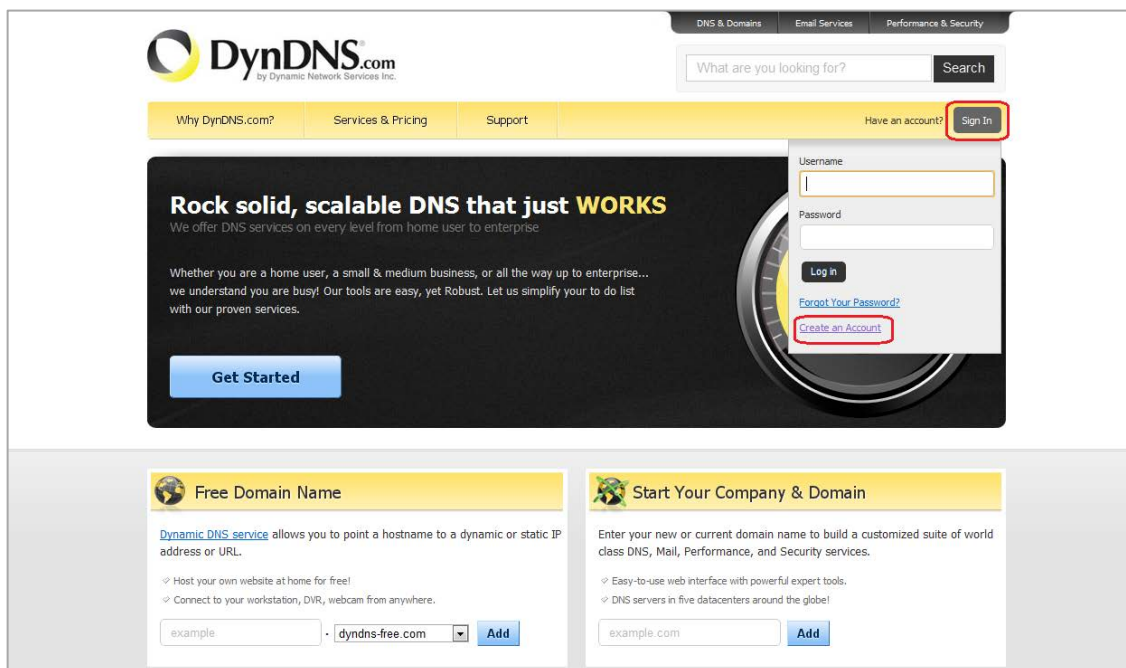 DNS & Domains Email Services Performance & Security
DynDNS.com
by Dynamic Network Services Inc.
What are you looking for? Search
Why DynDNS.com? Services & Pricing Support Have an account? Sign In
Username
Password
Log in
Forgot Your Password?
Create an Account
Rock solid, scalable DNS that just WORKS
We offer DNS services on every level from home user to enterprise
Whether you are a home user, a small & medium business, or all the way up to enterprise...
we understand you are busy! Our tools are easy, yet Robust. Let us simplify your to do list
with our proven services.
Get Started
Free Domain Name
Dynamic DNS service allows you to point a hostname to a dynamic or static IP
address or URL.
Host your own website at home for free!
Connect to your workstation, DVR, webcam from anywhere.
example . dyndns-free.com Add
Start Your Company & Domain
Enter your new or current domain name to build a customized suite of world
class DNS, Mail, Performance, and Security services.
Easy-to-use web interface with powerful expert tools.
DNS servers in five datacenters around the globe!
example.com Add